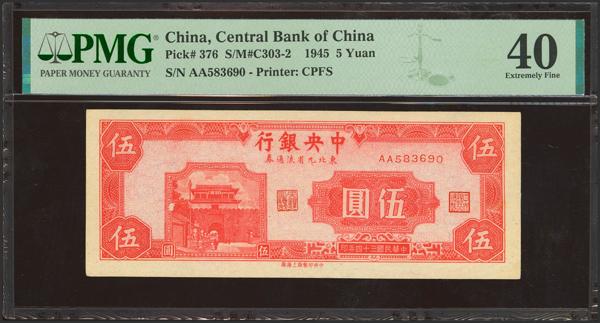 PMG
PAPER MONEY GUARANTY
China, Central Bank of China
Pick# 376 S/M#C303-2 1945 5 Yuan
S/N AA583690 - Printer: CPFS
40
Extremely Fine
伍
行銀央中
伍
券通流省九北東
AA583690
圓伍
伍
圓
伍
印年四十三國民華中
伍